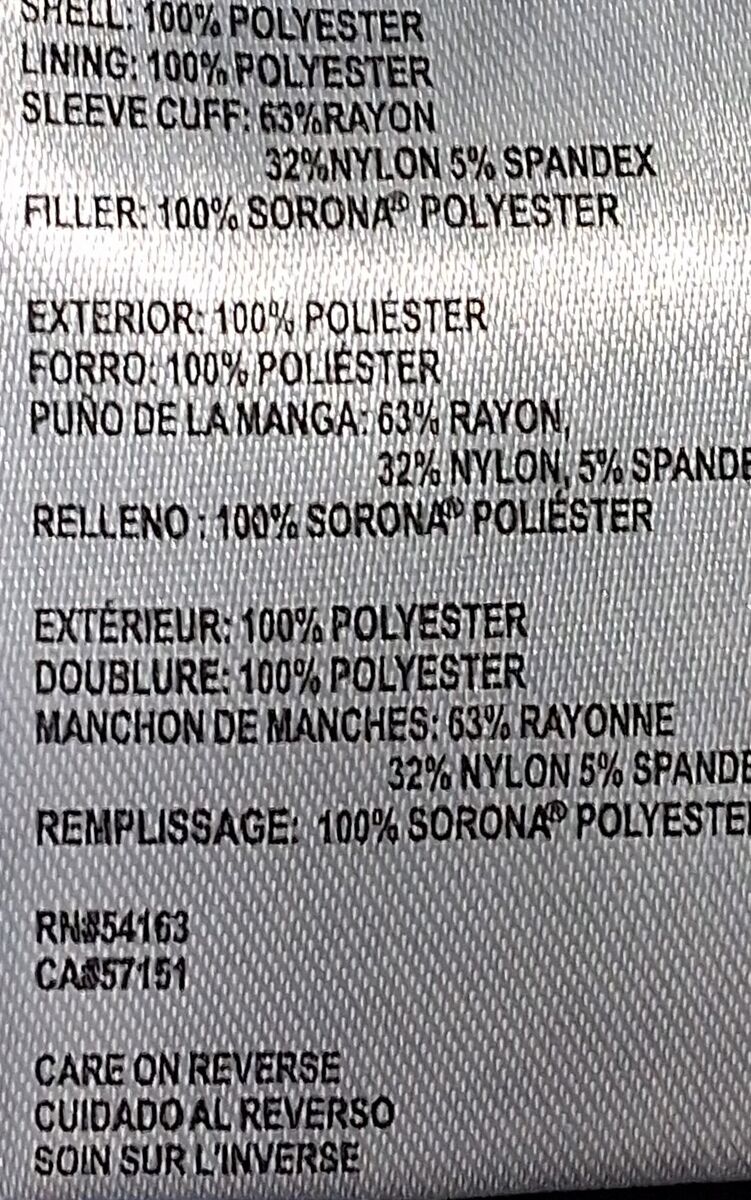 SHELL: 100% POLYESTER
LINING: 100% POLYESTER
SLEEVE CUFF: 63%RAYON
32%NYLON 5% SPANDEX
FILLER: 100% SORONA® POLYESTER
EXTERIOR: 100% POLIÉSTER
FORRO: 100% POLIÉSTER
PUÑO DE LA MANGA: 63% RAYON,
32% NYLON, 5% SPANDE
RELLENO : 100% SORONA® POLIÉSTER
EXTÉRIEUR: 100% POLYESTER
DOUBLURE: 100% POLYESTER
MANCHON DE MANCHES: 63% RAYONNE
32% NYLON 5% SPANDE
REMPLISSAGE: 100% SORONA® POLYESTE
RN#54163
CA#57151
CARE ON REVERSE
CUIDADO AL REVERSO
SOIN SUR L'INVERSE